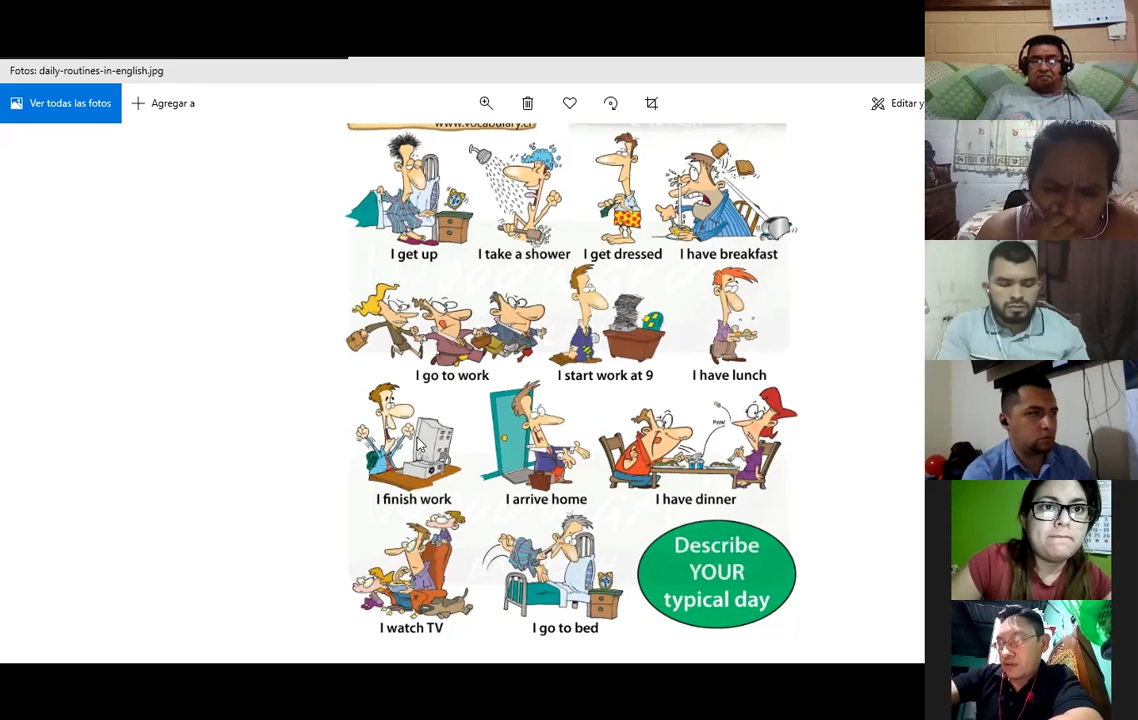 Fotos: daily-routines-in-english.jpg
Ver todas las fotos
Agregar a
Editar y
I get up
I take a shower
I get dressed
I have breakfast
I go to work
I start work at 9
I have lunch
I finish work
I arrive home
I have dinner
I watch TV
I go to bed
Describe
YOUR
typical day